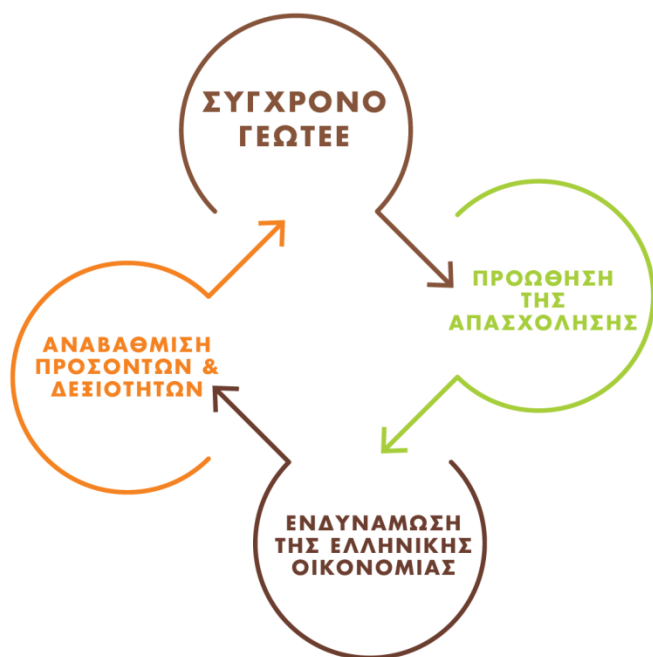 ΣΥΓΧΡΟΝΟ
ΓΕΩΤΕΕ
ΠΡΟΩΘΗΣΗ
ΤΗΣ
ΑΠΑΣΧΟΛΗΣΗΣ
ΕΝΔΥΝΑΜΩΣΗ
ΤΗΣ ΕΛΛΗΝΙΚΗΣ
ΟΙΚΟΝΟΜΙΑΣ
ΑΝΑΒΑΘΜΙΣΗ
ΠΡΟΣΟΝΤΩΝ &
ΔΕΞΙΟΤΗΤΩΝ